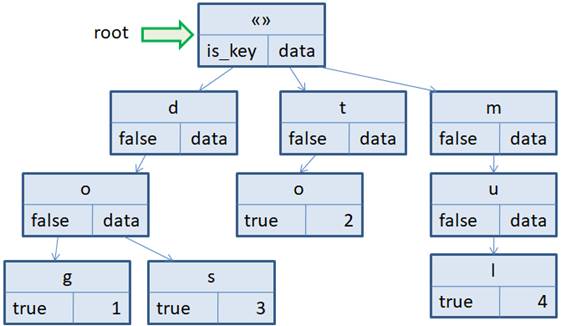 «»
root
is_key data
d t m
false data false data false data
o o u
false data true 2 false data
g s l
true 1 true 3 true 4